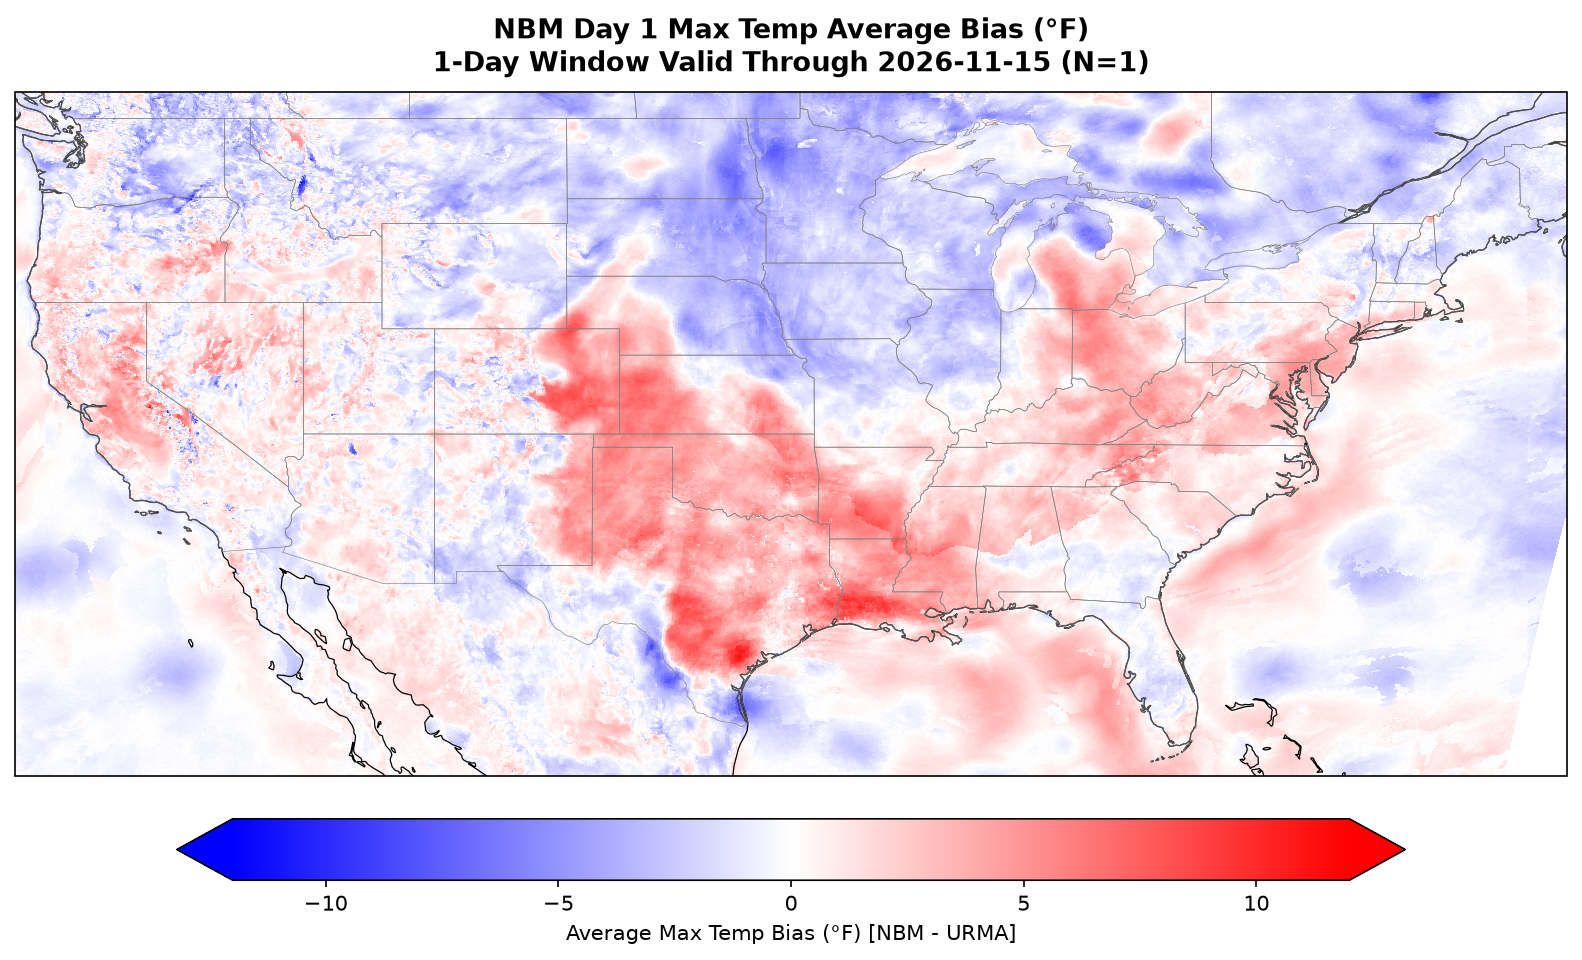 NBM Day 1 Max Temp Average Bias (°F)
1-Day Window Valid Through 2026-11-15 (N=1)
−10 −5 0 5 10
Average Max Temp Bias (°F) [NBM - URMA]